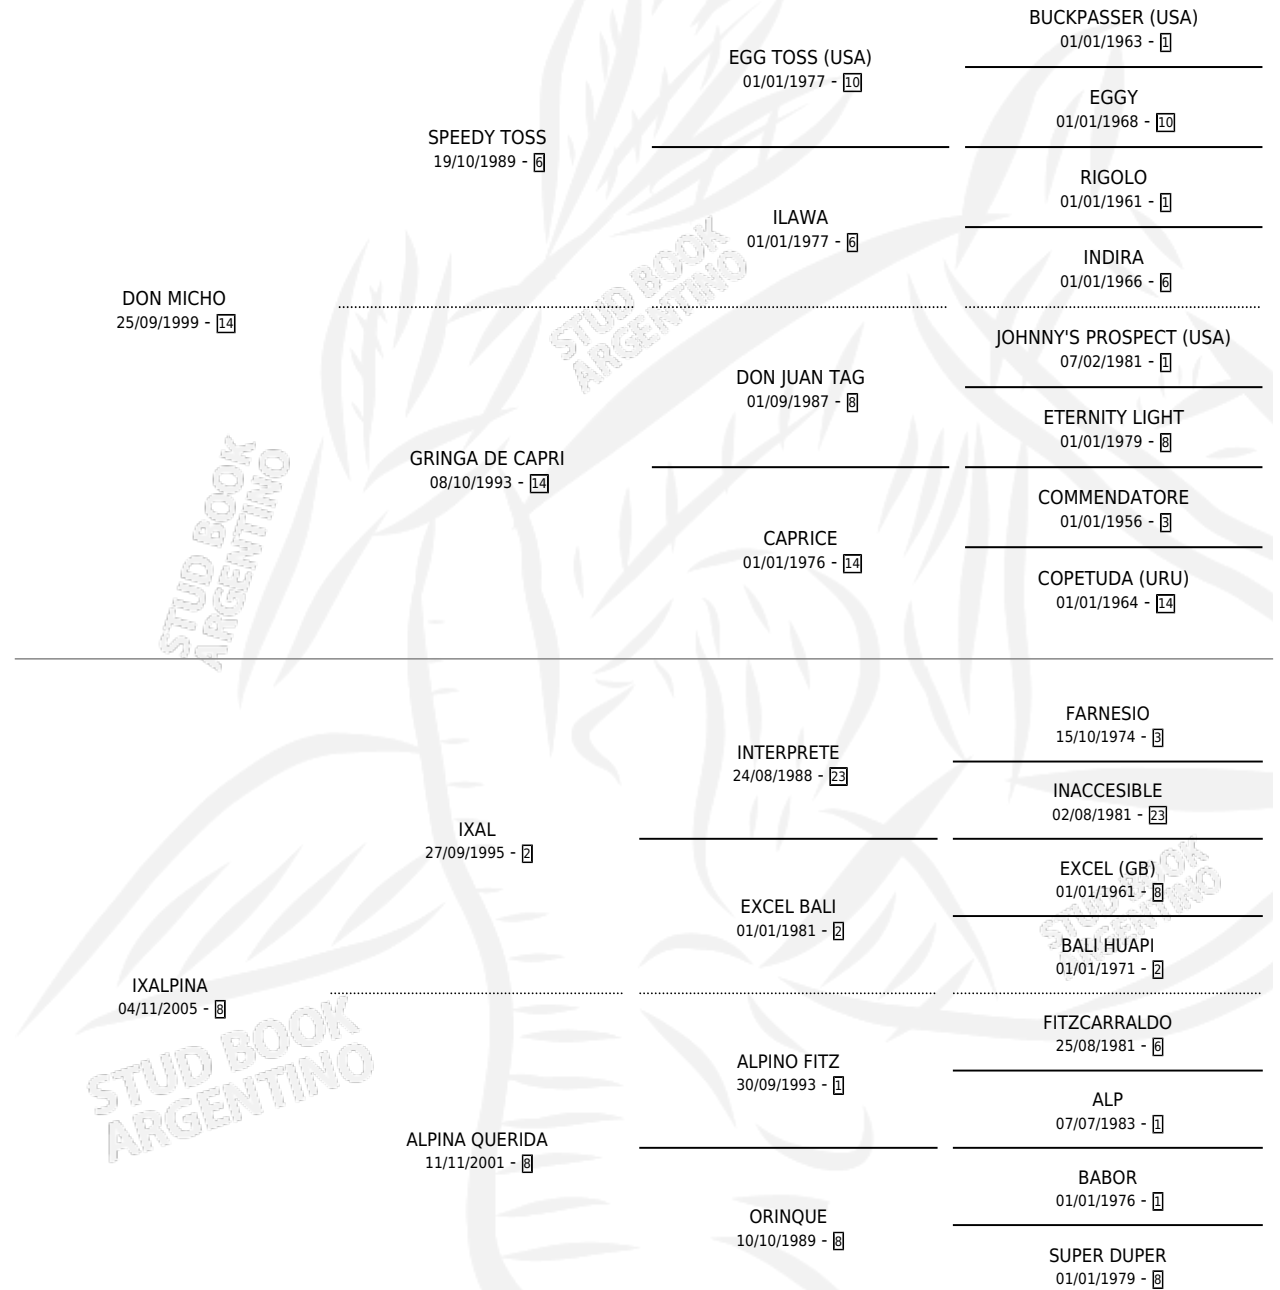 BUCKPASSER (USA)
01/01/1963 - 1
EGG TOSS (USA)
01/01/1977 - 10
EGGY
01/01/1968 - 10
SPEEDY TOSS
19/10/1989 - 6
RIGOLO
01/01/1961 - 1
ILAWA
01/01/1977 - 6
INDIRA
01/01/1966 - 6
DON MICHO
25/09/1999 - 14
JOHNNY'S PROSPECT (USA)
07/02/1981 - 1
DON JUAN TAG
01/09/1987 - 8
ETERNITY LIGHT
01/01/1979 - 8
GRINGA DE CAPRI
08/10/1993 - 14
COMMENDATORE
01/01/1956 - 3
CAPRICE
01/01/1976 - 14
COPETUDA (URU)
01/01/1964 - 14
FARNESIO
15/10/1974 - 3
INTERPRETE
24/08/1988 - 23
INACCESIBLE
02/08/1981 - 23
IXAL
27/09/1995 - 2
EXCEL (GB)
01/01/1961 - 8
EXCEL BALI
01/01/1981 - 2
BALI HUAPI
01/01/1971 - 2
IXALPINA
04/11/2005 - 8
FITZCARRALDO
25/08/1981 - 6
ALPINO FITZ
30/09/1993 - 1
ALP
07/07/1983 - 1
ALPINA QUERIDA
11/11/2001 - 8
BABOR
01/01/1976 - 1
ORINQUE
10/10/1989 - 8
SUPER DUPER
01/01/1979 - 8
STUD BOOK
ARGENTINO
STUD BOOK
ARGENTINO
STUD BOOK
ARGENTINO
STUD BOOK
ARGENTINO